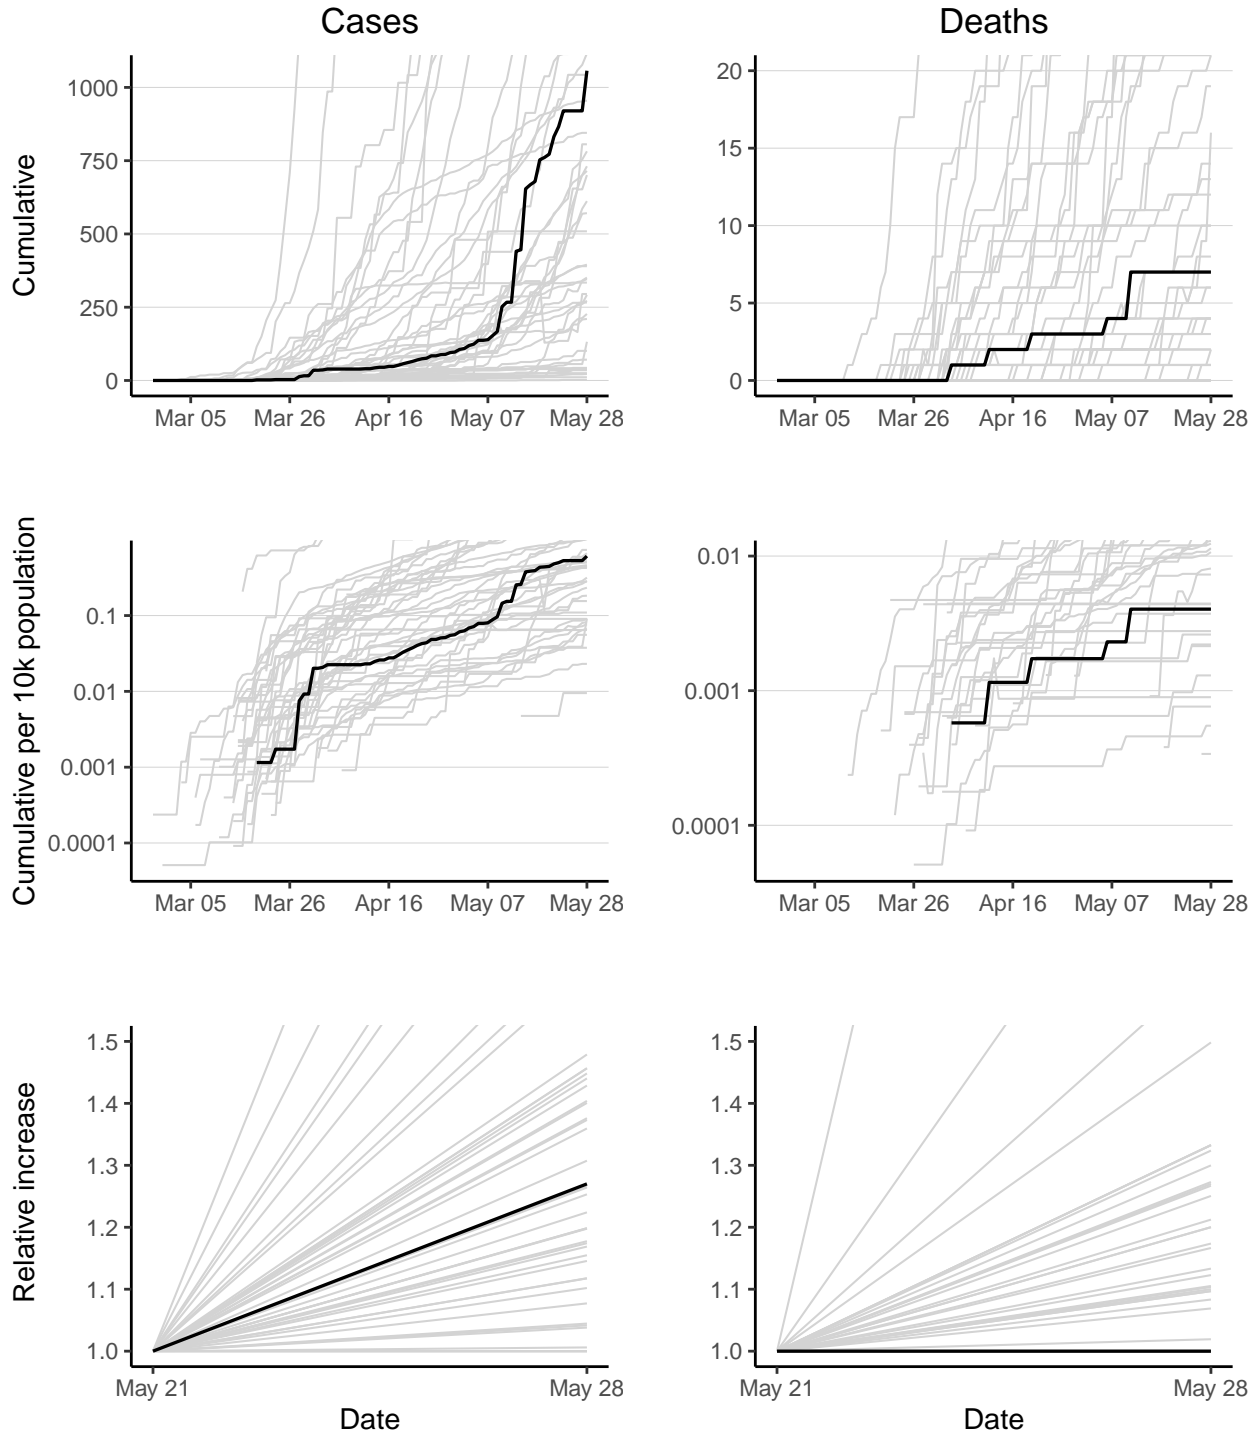 Cases
Deaths
Cumulative
1000
750
500
250
0
Mar 05 Mar 26 Apr 16 May 07 May 28
20
15
10
5
0
Mar 05 Mar 26 Apr 16 May 07 May 28
Cumulative per 10k population
0.1
0.01
0.001
0.0001
Mar 05 Mar 26 Apr 16 May 07 May 28
0.01
0.001
0.0001
Mar 05 Mar 26 Apr 16 May 07 May 28
Relative increase
1.5
1.4
1.3
1.2
1.1
1.0
May 21 May 28
Date
1.5
1.4
1.3
1.2
1.1
1.0
May 21 May 28
Date